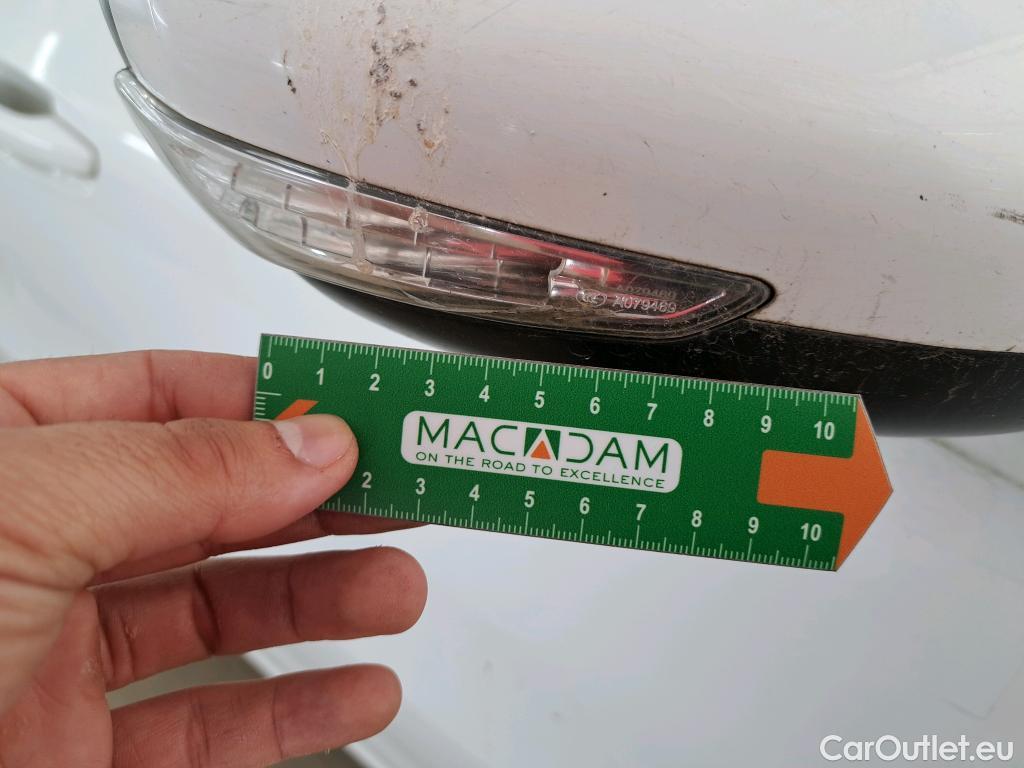 A079469
0 1 2 3 4 5 6 7 8 9 10
MACADAM
ON THE ROAD TO EXCELLENCE
2 3 4 5 6 7 8 9 10
CarOutlet.eu